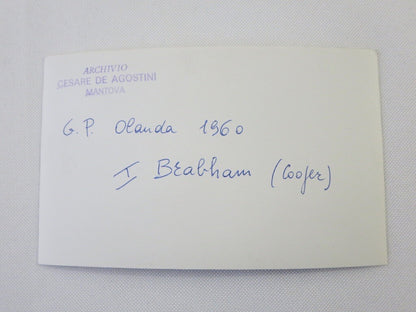 ARCHIVIO
CESARE DE AGOSTINI
MANTOVA
G.P. Olanda 1960
I Brabham (Cooper)